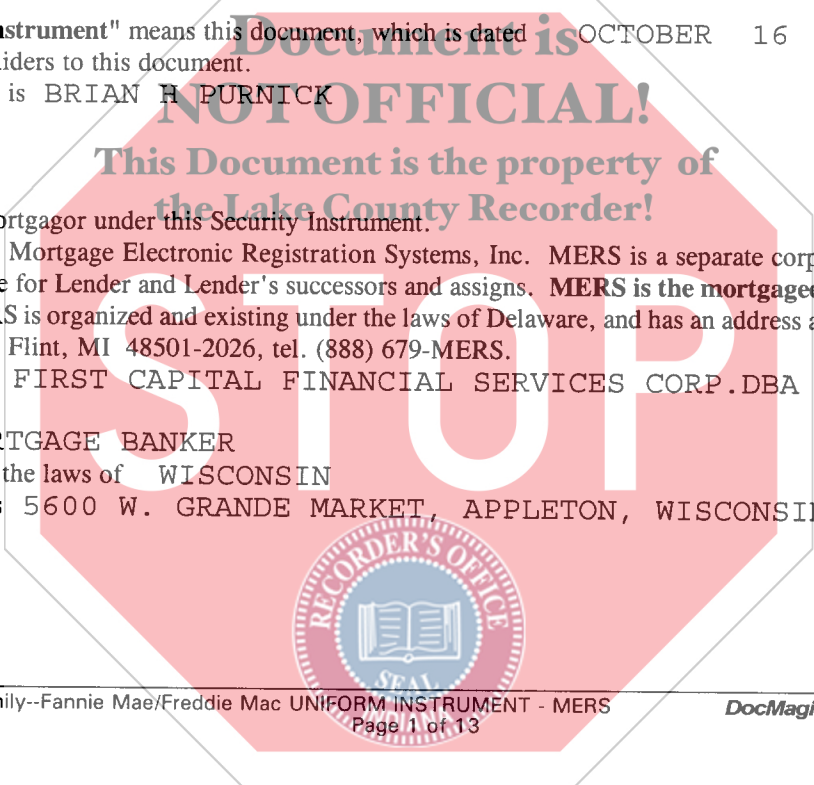 nstrument" means this document, which is dated OCTOBER 16
Document is
iders to this document.
is BRIAN H PURNICK
NOT OFFICIAL!
This Document is the property of
the Lake County Recorder!
ortgagor under this Security Instrument.
Mortgage Electronic Registration Systems, Inc. MERS is a separate corp
e for Lender and Lender's successors and assigns. MERS is the mortgagee
RS is organized and existing under the laws of Delaware, and has an address a
Flint, MI 48501-2026, tel. (888) 679-MERS.
FIRST CAPITAL FINANCIAL SERVICES CORP.DBA
STOP
RTGAGE BANKER
the laws of WISCONSIN
5600 W. GRANDE MARKET, APPLETON, WISCONSIN
RECORDER'S OFFICE
SEAL
INDIANA
nily--Fannie Mae/Freddie Mac UNIFORM INSTRUMENT - MERS
DocMagi
Page 1 of 13